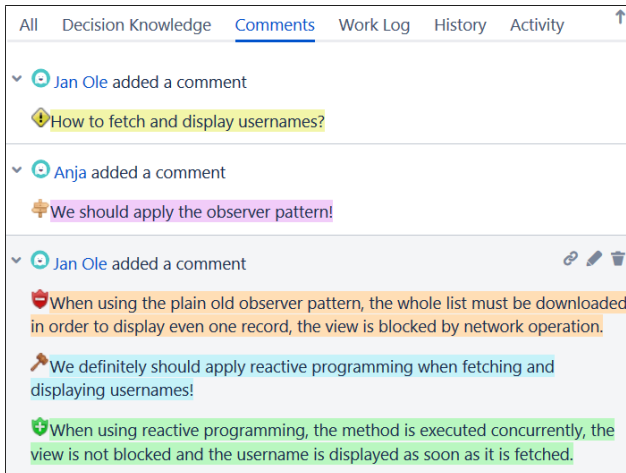 All Decision Knowledge Comments Work Log History Activity
Jan Ole added a comment
How to fetch and display usernames?
Anja added a comment
We should apply the observer pattern!
Jan Ole added a comment
When using the plain old observer pattern, the whole list must be downloaded
in order to display even one record, the view is blocked by network operation.
We definitely should apply reactive programming when fetching and
displaying usernames!
When using reactive programming, the method is executed concurrently, the
view is not blocked and the username is displayed as soon as it is fetched.